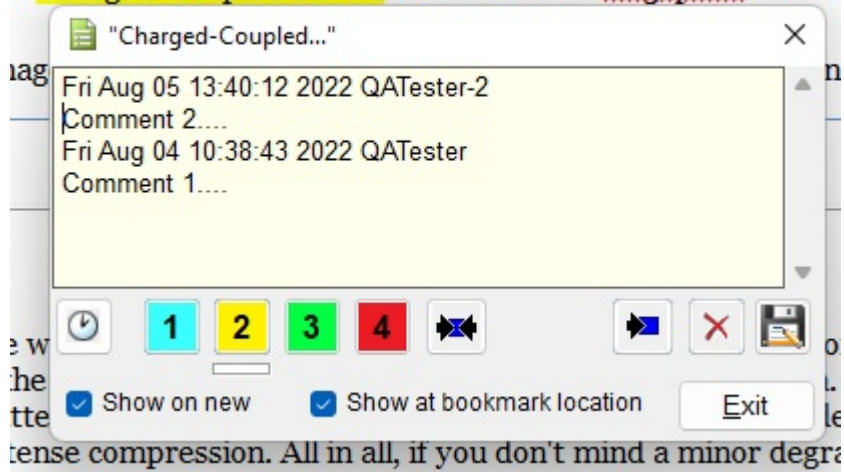 "Charged-Coupled..."
Fri Aug 05 13:40:12 2022 QATester-2
Comment 2....
Fri Aug 04 10:38:43 2022 QATester
Comment 1....
1 2 3 4
Show on new Show at bookmark location Exit
tense compression. All in all, if you don't mind a minor degra